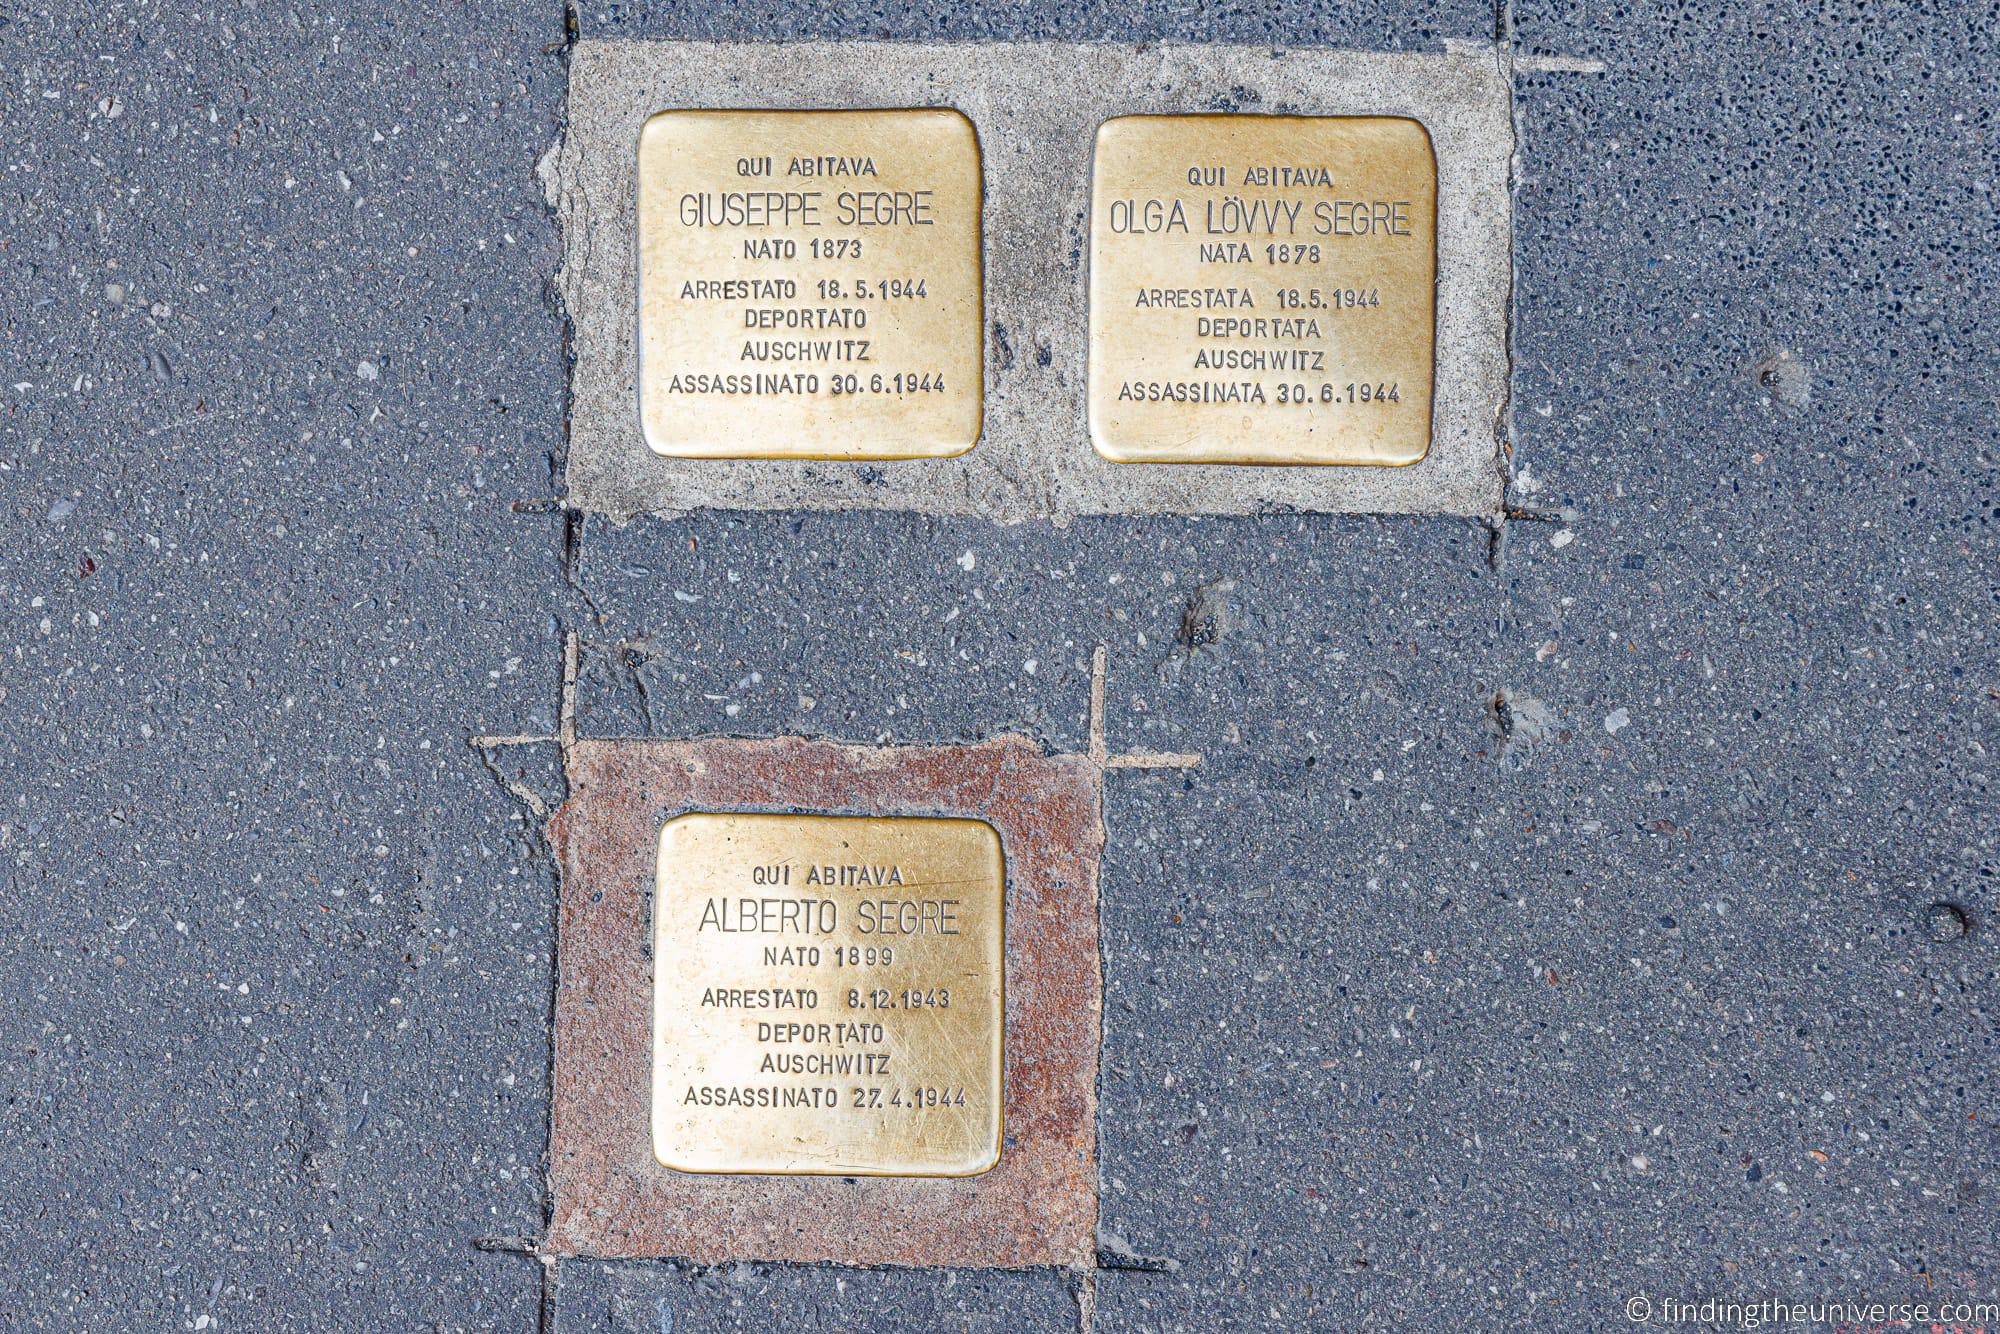 QUI ABITAVA
GIUSEPPE SEGRE
NATO 1873
ARRESTATO 18.5.1944
DEPORTATO
AUSCHWITZ
ASSASSINATO 30.6.1944
QUI ABITAVA
OLGA LÖVVY SEGRE
NATA 1878
ARRESTATA 18.5.1944
DEPORTATA
AUSCHWITZ
ASSASSINATA 30.6.1944
QUI ABITAVA
ALBERTO SEGRE
NATO 1899
ARRESTATO 8.12.1943
DEPORTATO
AUSCHWITZ
ASSASSINATO 27.4.1944
© findingtheuniverse.com